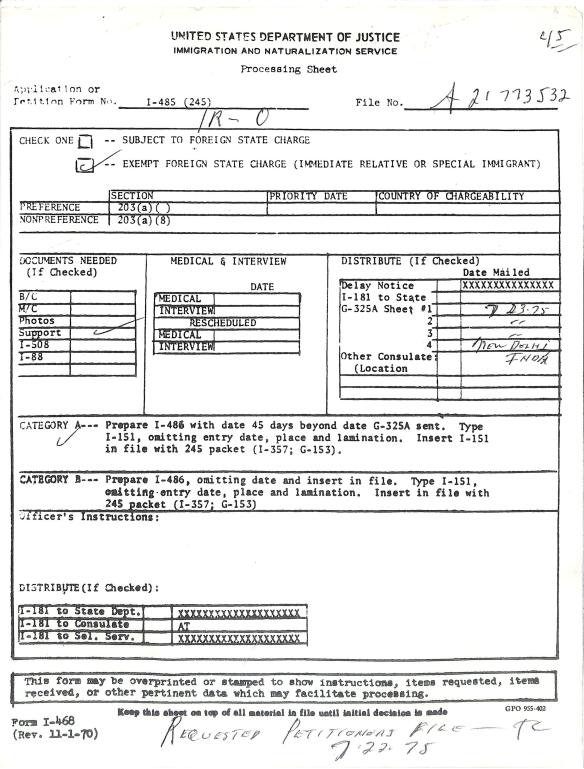 45
UNITED STATES DEPARTMENT OF JUSTICE
IMMIGRATION AND NATURALIZATION SERVICE
Processing Sheet
Application or
Petition Form No. I-485 (245)
File No. A 21 773532
IR-0
CHECK ONE -- SUBJECT TO FOREIGN STATE CHARGE
-- EXEMPT FOREIGN STATE CHARGE (IMMEDIATE RELATIVE OR SPECIAL IMMIGRANT)
SECTION PRIORITY DATE COUNTRY OF CHARGEABILITY
PREFERENCE 203(a)( )
NONPREFERENCE 203(a)(8)
DOCUMENTS NEEDED
(If Checked)
B/C
M/C
Photos
Support
I-508
I-88
MEDICAL & INTERVIEW
DATE
MEDICAL
INTERVIEW
RESCHEDULED
MEDICAL
INTERVIEW
DISTRIBUTE (If Checked)
Date Mailed
Delay Notice XXXXXXXXXXXXXXX
I-181 to State
G-325A Sheet #1 7 23.75
2 "
3 "
4 New Delhi
Other Consulate: INDIA
(Location
CATEGORY A--- Prepare I-486 with date 45 days beyond date G-325A sent. Type
I-151, omitting entry date, place and lamination. Insert I-151
in file with 245 packet (I-357; G-153).
CATEGORY B--- Prepare I-486, omitting date and insert in file. Type I-151,
omitting entry date, place and lamination. Insert in file with
245 packet (I-357; G-153)
Officer's Instructions:
DISTRIBUTE(If Checked):
I-181 to State Dept. XXXXXXXXXXXXXXXXXXXX
I-181 to Consulate AT
I-181 to Sel. Serv. XXXXXXXXXXXXXXXXXXXX
This form may be overprinted or stamped to show instructions, items requested, items
received, or other pertinent data which may facilitate processing.
Keep this sheet on top of all material in file until initial decision is made
GPO 955-403
Form I-468
(Rev. 11-1-70)
REQUESTED PETITIONERS FILE —
7.22.75